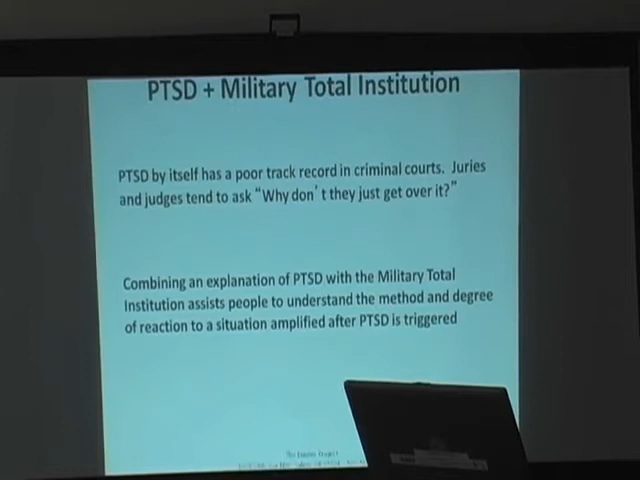 PTSD + Military Total Institution
PTSD by itself has a poor track record in criminal courts. Juries
and judges tend to ask “Why don’t they just get over it?”
Combining an explanation of PTSD with the Military Total
Institution assists people to understand the method and degree
of reaction to a situation amplified after PTSD is triggered